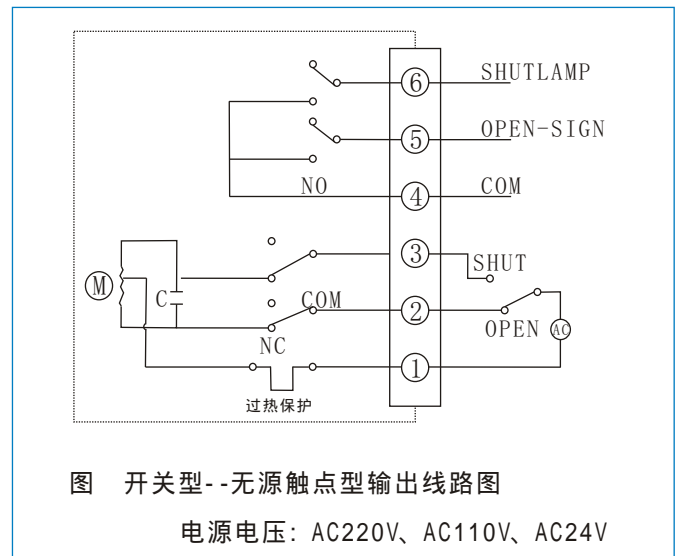 ⑥ SHUTLAMP
⑤ OPEN-SIGN
NO ④ COM
③ SHUT
M C COM ② OPEN AC
NC
①
过热保护
图 开关型--无源触点型输出线路图
电源电压: AC220V、AC110V、AC24V